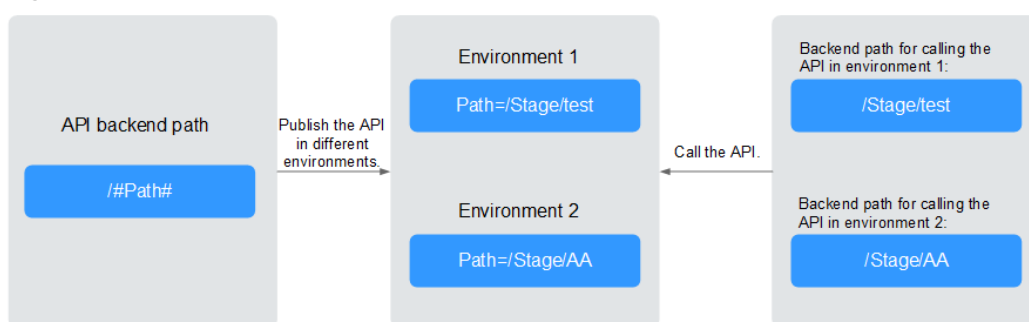 API backend path
/#Path#
Publish the API
in different
environments.
Environment 1
Path=/Stage/test
Environment 2
Path=/Stage/AA
Call the API.
Backend path for calling the
API in environment 1:
/Stage/test
Backend path for calling the
API in environment 2:
/Stage/AA